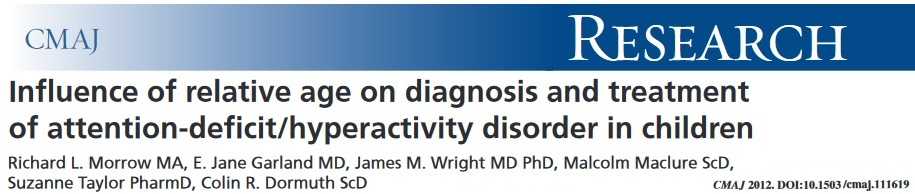 CMAJ
RESEARCH
Influence of relative age on diagnosis and treatment
of attention-deficit/hyperactivity disorder in children
Richard L. Morrow MA, E. Jane Garland MD, James M. Wright MD PhD, Malcolm Maclure ScD,
Suzanne Taylor PharmD, Colin R. Dormuth ScD
CMAJ 2012. DOI:10.1503/cmaj.111619